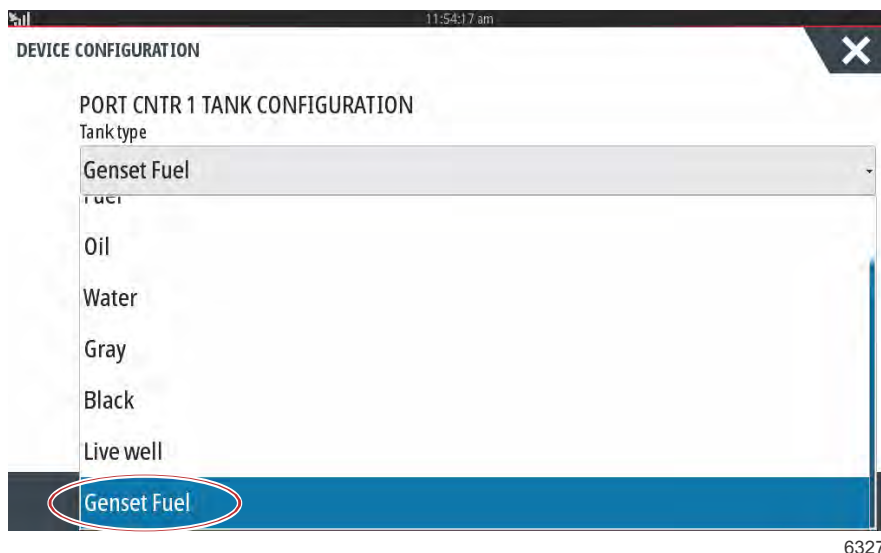 11:54:17 am
DEVICE CONFIGURATION
PORT CNTR 1 TANK CONFIGURATION
Tank type
Genset Fuel
Fuel
Oil
Water
Gray
Black
Live well
Genset Fuel
6327